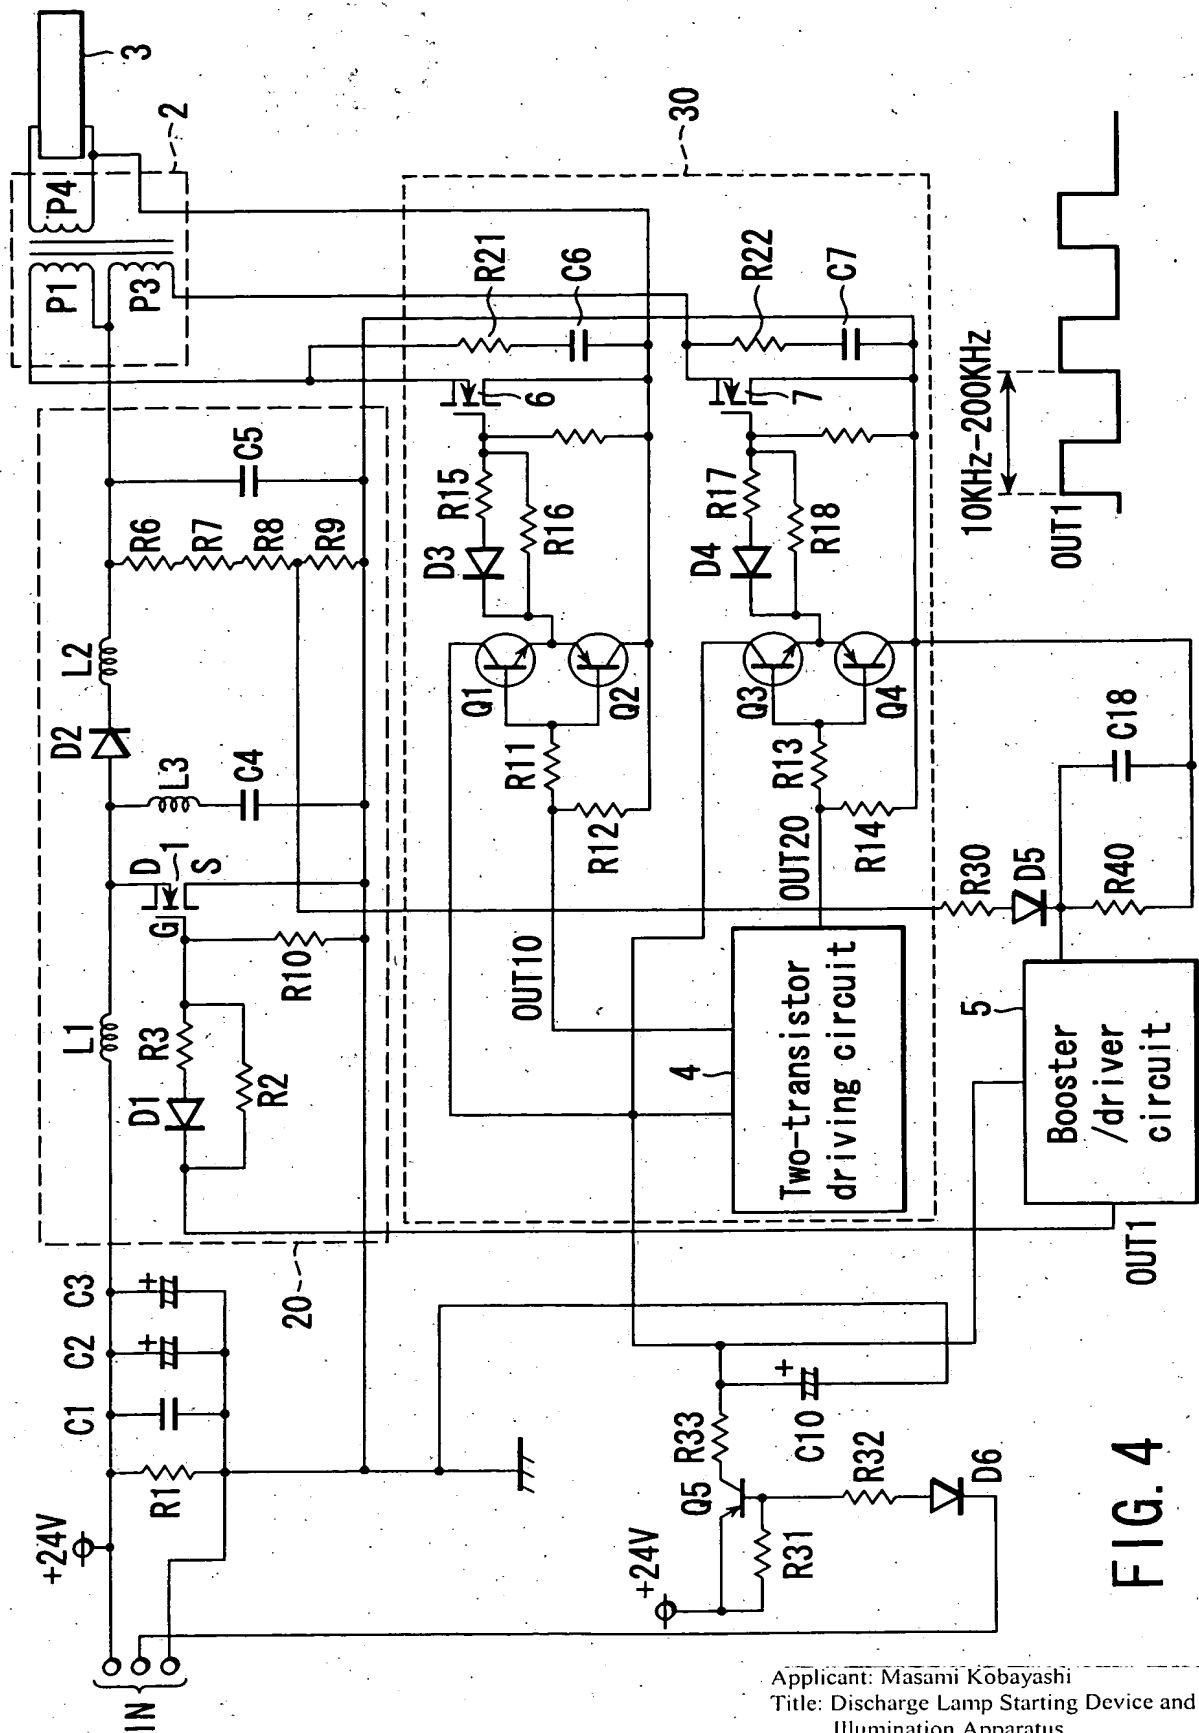 IN
+24V
R1
C1
C2
C3
20
L1
D1
R3
R2
R10
G
D
1
S
L3
C4
D2
L2
R6
R7
R8
R9
C5
P1
P3
P4
2
3
30
+24V
Q5
R33
R31
R32
C10
D6
OUT10
R11
R12
Q1
Q2
D3
R15
R16
6
R21
C6
4
Two-transistor
driving circuit
OUT20
R13
R14
Q3
Q4
D4
R17
R18
7
R22
C7
R30
D5
R40
C18
5
Booster
/driver
circuit
OUT1
10KHz-200KHz
OUT1
FIG. 4
Applicant: Masami Kobayashi
Title: Discharge Lamp Starting Device and
Illumination Apparatus